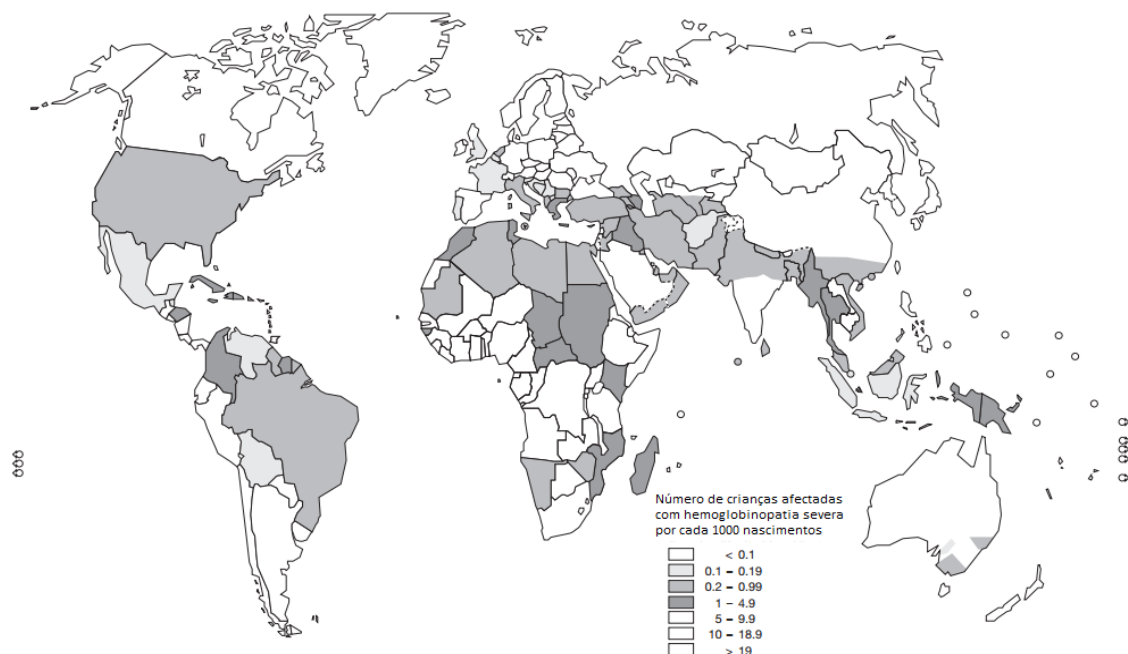 Número de crianças afectadas
com hemoglobinopatia severa
por cada 1000 nascimentos
< 0.1
0.1 – 0.19
0.2 – 0.99
1 – 4.9
5 – 9.9
10 – 18.9
> 19